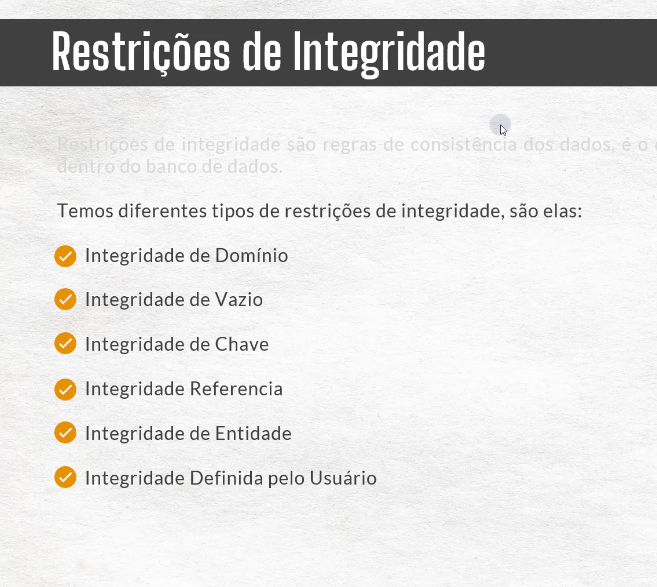 Restrições de Integridade
Restrições de integridade são regras de consistência dos dados, é o
dentro do banco de dados.
Temos diferentes tipos de restrições de integridade, são elas:
Integridade de Domínio
Integridade de Vazio
Integridade de Chave
Integridade Referencia
Integridade de Entidade
Integridade Definida pelo Usuário